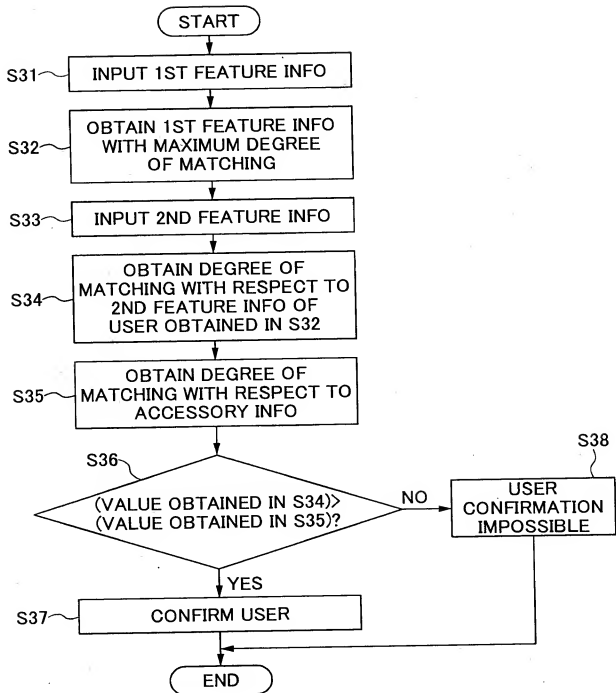 START
S31
INPUT 1ST FEATURE INFO
S32
OBTAIN 1ST FEATURE INFO
WITH MAXIMUM DEGREE
OF MATCHING
S33
INPUT 2ND FEATURE INFO
S34
OBTAIN DEGREE OF
MATCHING WITH RESPECT TO
2ND FEATURE INFO OF
USER OBTAINED IN S32
S35
OBTAIN DEGREE OF
MATCHING WITH RESPECT TO
ACCESSORY INFO
S36
(VALUE OBTAINED IN S34)>
(VALUE OBTAINED IN S35)?
NO
S38
USER
CONFIRMATION
IMPOSSIBLE
YES
S37
CONFIRM USER
END